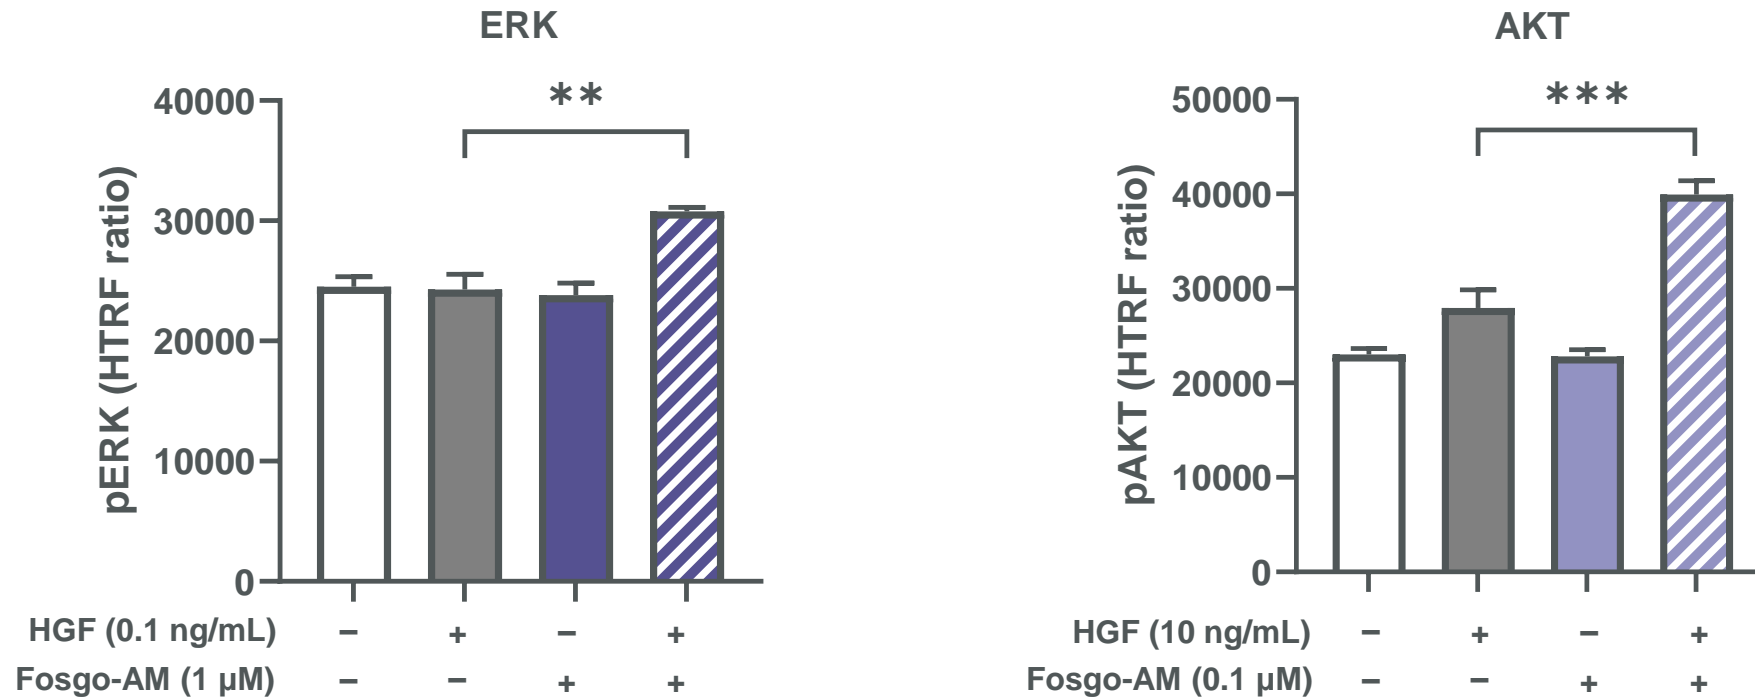 ERK
**
40000
30000
20000
10000
0
pERK (HTRF ratio)
HGF (0.1 ng/mL) − + − +
Fosgo-AM (1 µM) − − + +
AKT
***
50000
40000
30000
20000
10000
0
pAKT (HTRF ratio)
HGF (10 ng/mL) − + − +
Fosgo-AM (0.1 µM) − − + +